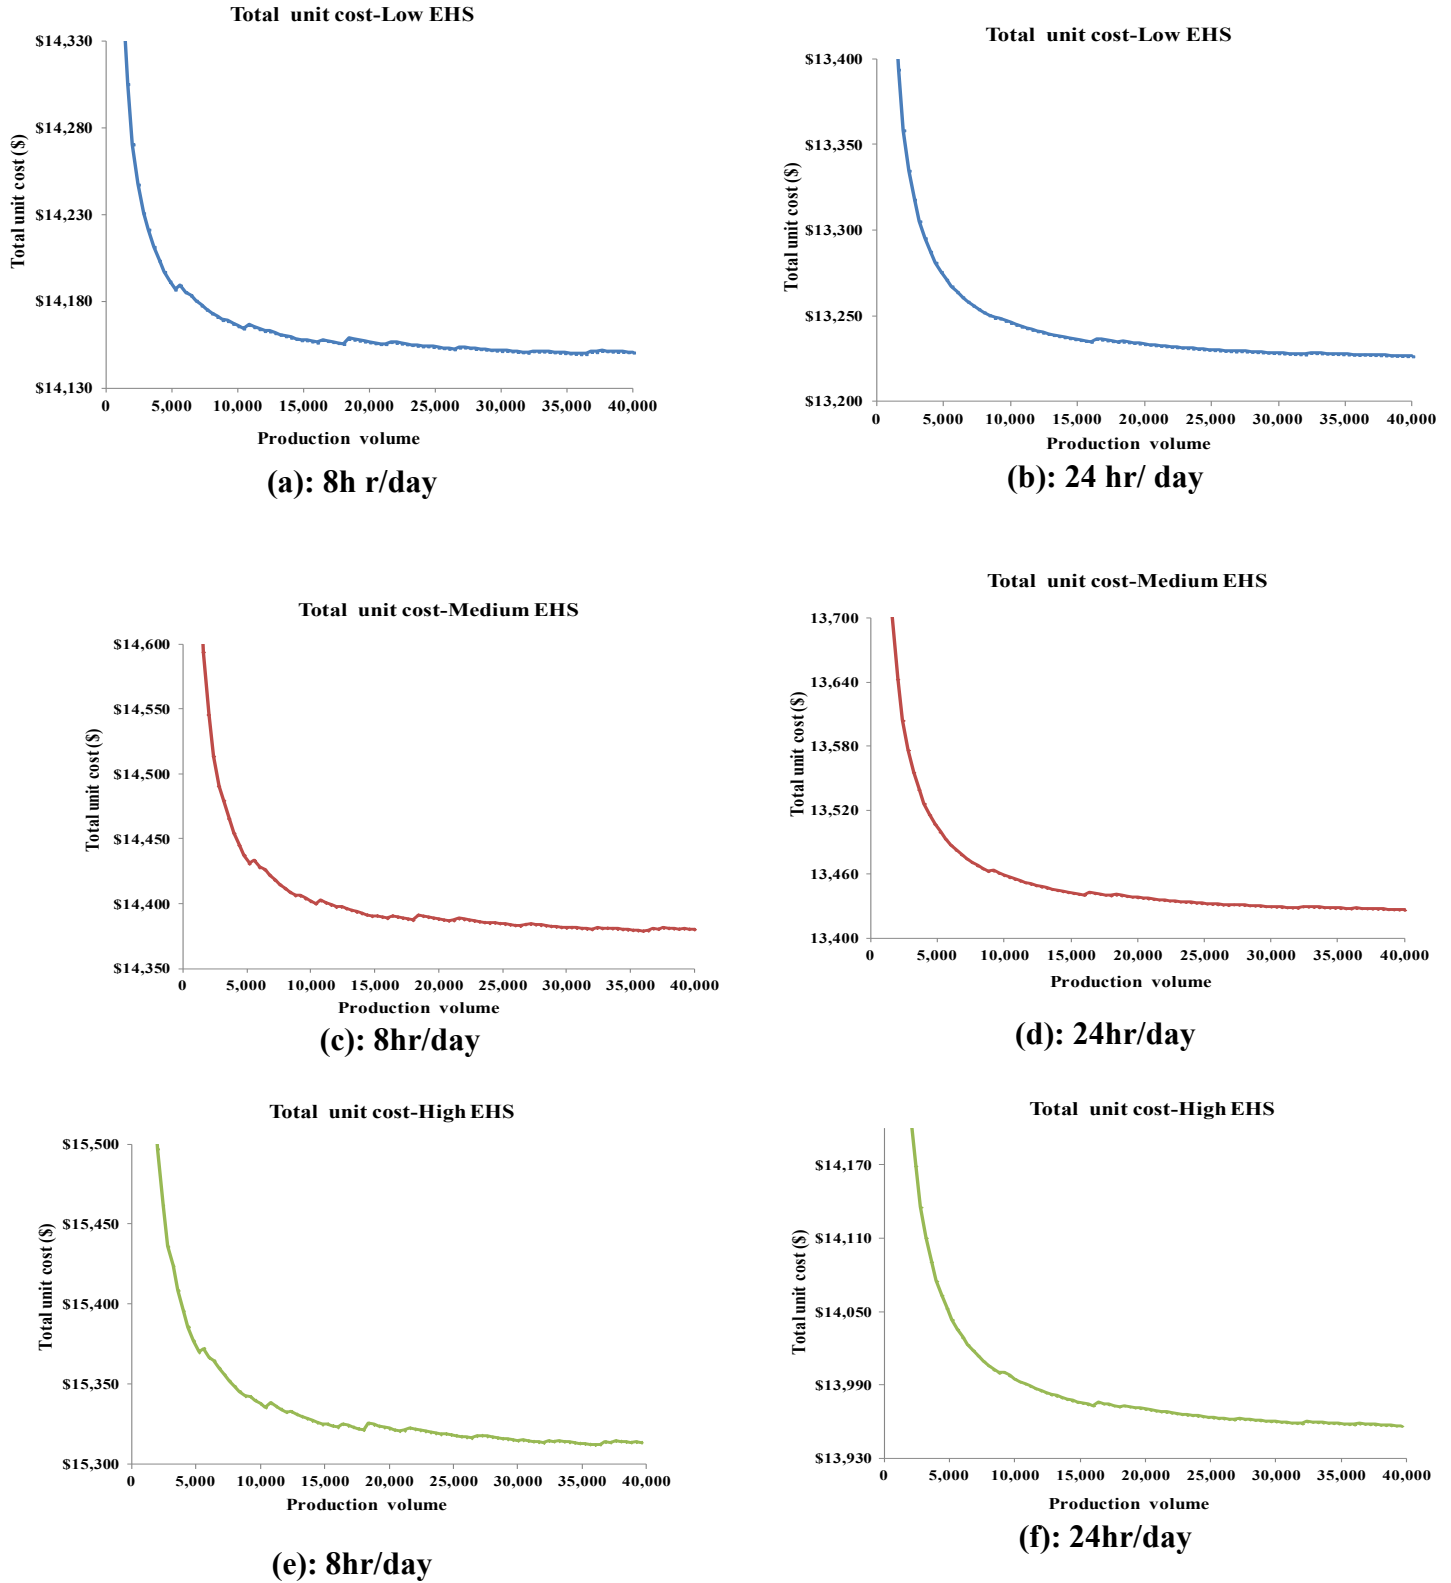 Total unit cost-Low EHS
$14,330
$14,280
$14,230
$14,180
$14,130
Total unit cost ($)
0 5,000 10,000 15,000 20,000 25,000 30,000 35,000 40,000
Production volume
(a): 8h r/day
Total unit cost-Low EHS
$13,400
$13,350
$13,300
$13,250
$13,200
Total unit cost ($)
0 5,000 10,000 15,000 20,000 25,000 30,000 35,000 40,000
Production volume
(b): 24 hr/ day
Total unit cost-Medium EHS
$14,600
$14,550
$14,500
$14,450
$14,400
$14,350
Total unit cost ($)
0 5,000 10,000 15,000 20,000 25,000 30,000 35,000 40,000
Production volume
(c): 8hr/day
Total unit cost-Medium EHS
13,700
13,640
13,580
13,520
13,460
13,400
Total unit cost ($)
0 5,000 10,000 15,000 20,000 25,000 30,000 35,000 40,000
Production volume
(d): 24hr/day
Total unit cost-High EHS
$15,500
$15,450
$15,400
$15,350
$15,300
Total unit cost ($)
0 5,000 10,000 15,000 20,000 25,000 30,000 35,000 40,000
Production volume
(e): 8hr/day
Total unit cost-High EHS
$14,170
$14,110
$14,050
$13,990
$13,930
Total unit cost ($)
0 5,000 10,000 15,000 20,000 25,000 30,000 35,000 40,000
Production volume
(f): 24hr/day